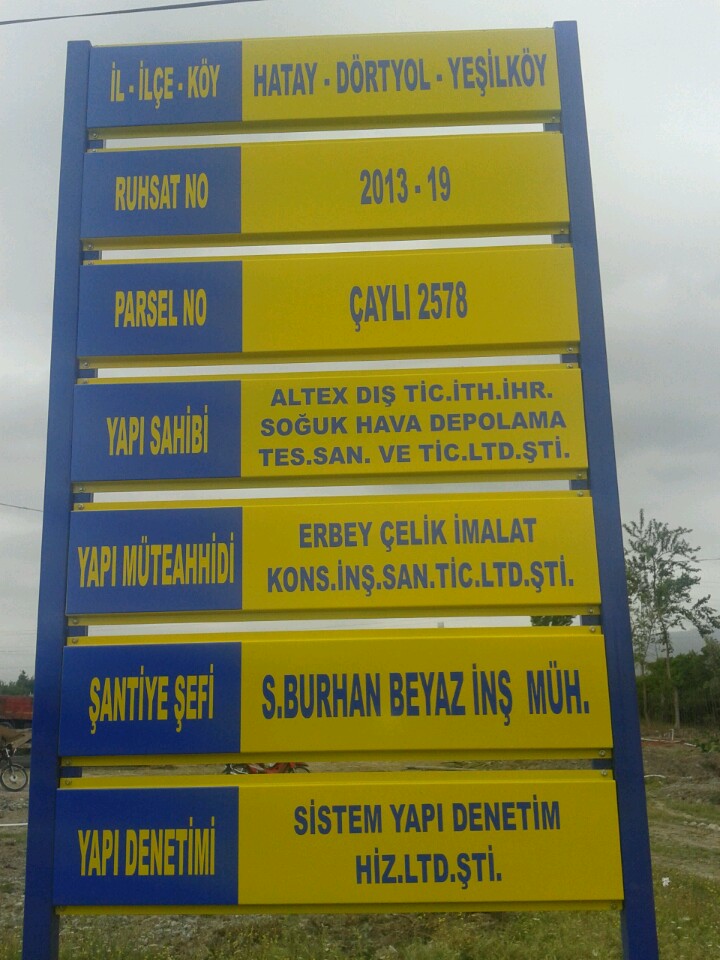 İL - İLÇE - KÖY HATAY - DÖRTYOL - YEŞİLKÖY
RUHSAT NO 2013 - 19
PARSEL NO ÇAYLI 2578
YAPI SAHİBİ
ALTEX DIŞ TİC.İTH.İHR.
SOĞUK HAVA DEPOLAMA
TES.SAN. VE TİC.LTD.ŞTİ.
YAPI MÜTEAHHİDİ
ERBEY ÇELİK İMALAT
KONS.İNŞ.SAN.TİC.LTD.ŞTİ.
ŞANTİYE ŞEFİ S.BURHAN BEYAZ İNŞ MÜH.
YAPI DENETİMİ
SİSTEM YAPI DENETİM
HİZ.LTD.ŞTİ.